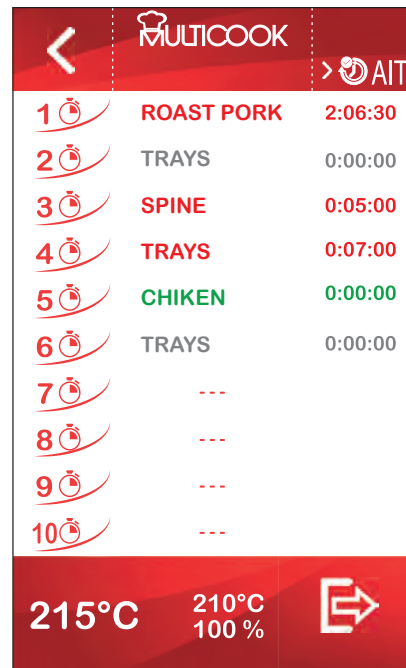 MULTICOOK
> AIT
1 ROAST PORK 2:06:30
2 TRAYS 0:00:00
3 SPINE 0:05:00
4 TRAYS 0:07:00
5 CHIKEN 0:00:00
6 TRAYS 0:00:00
7 ---
8 ---
9 ---
10 ---
215°C 210°C
100 %